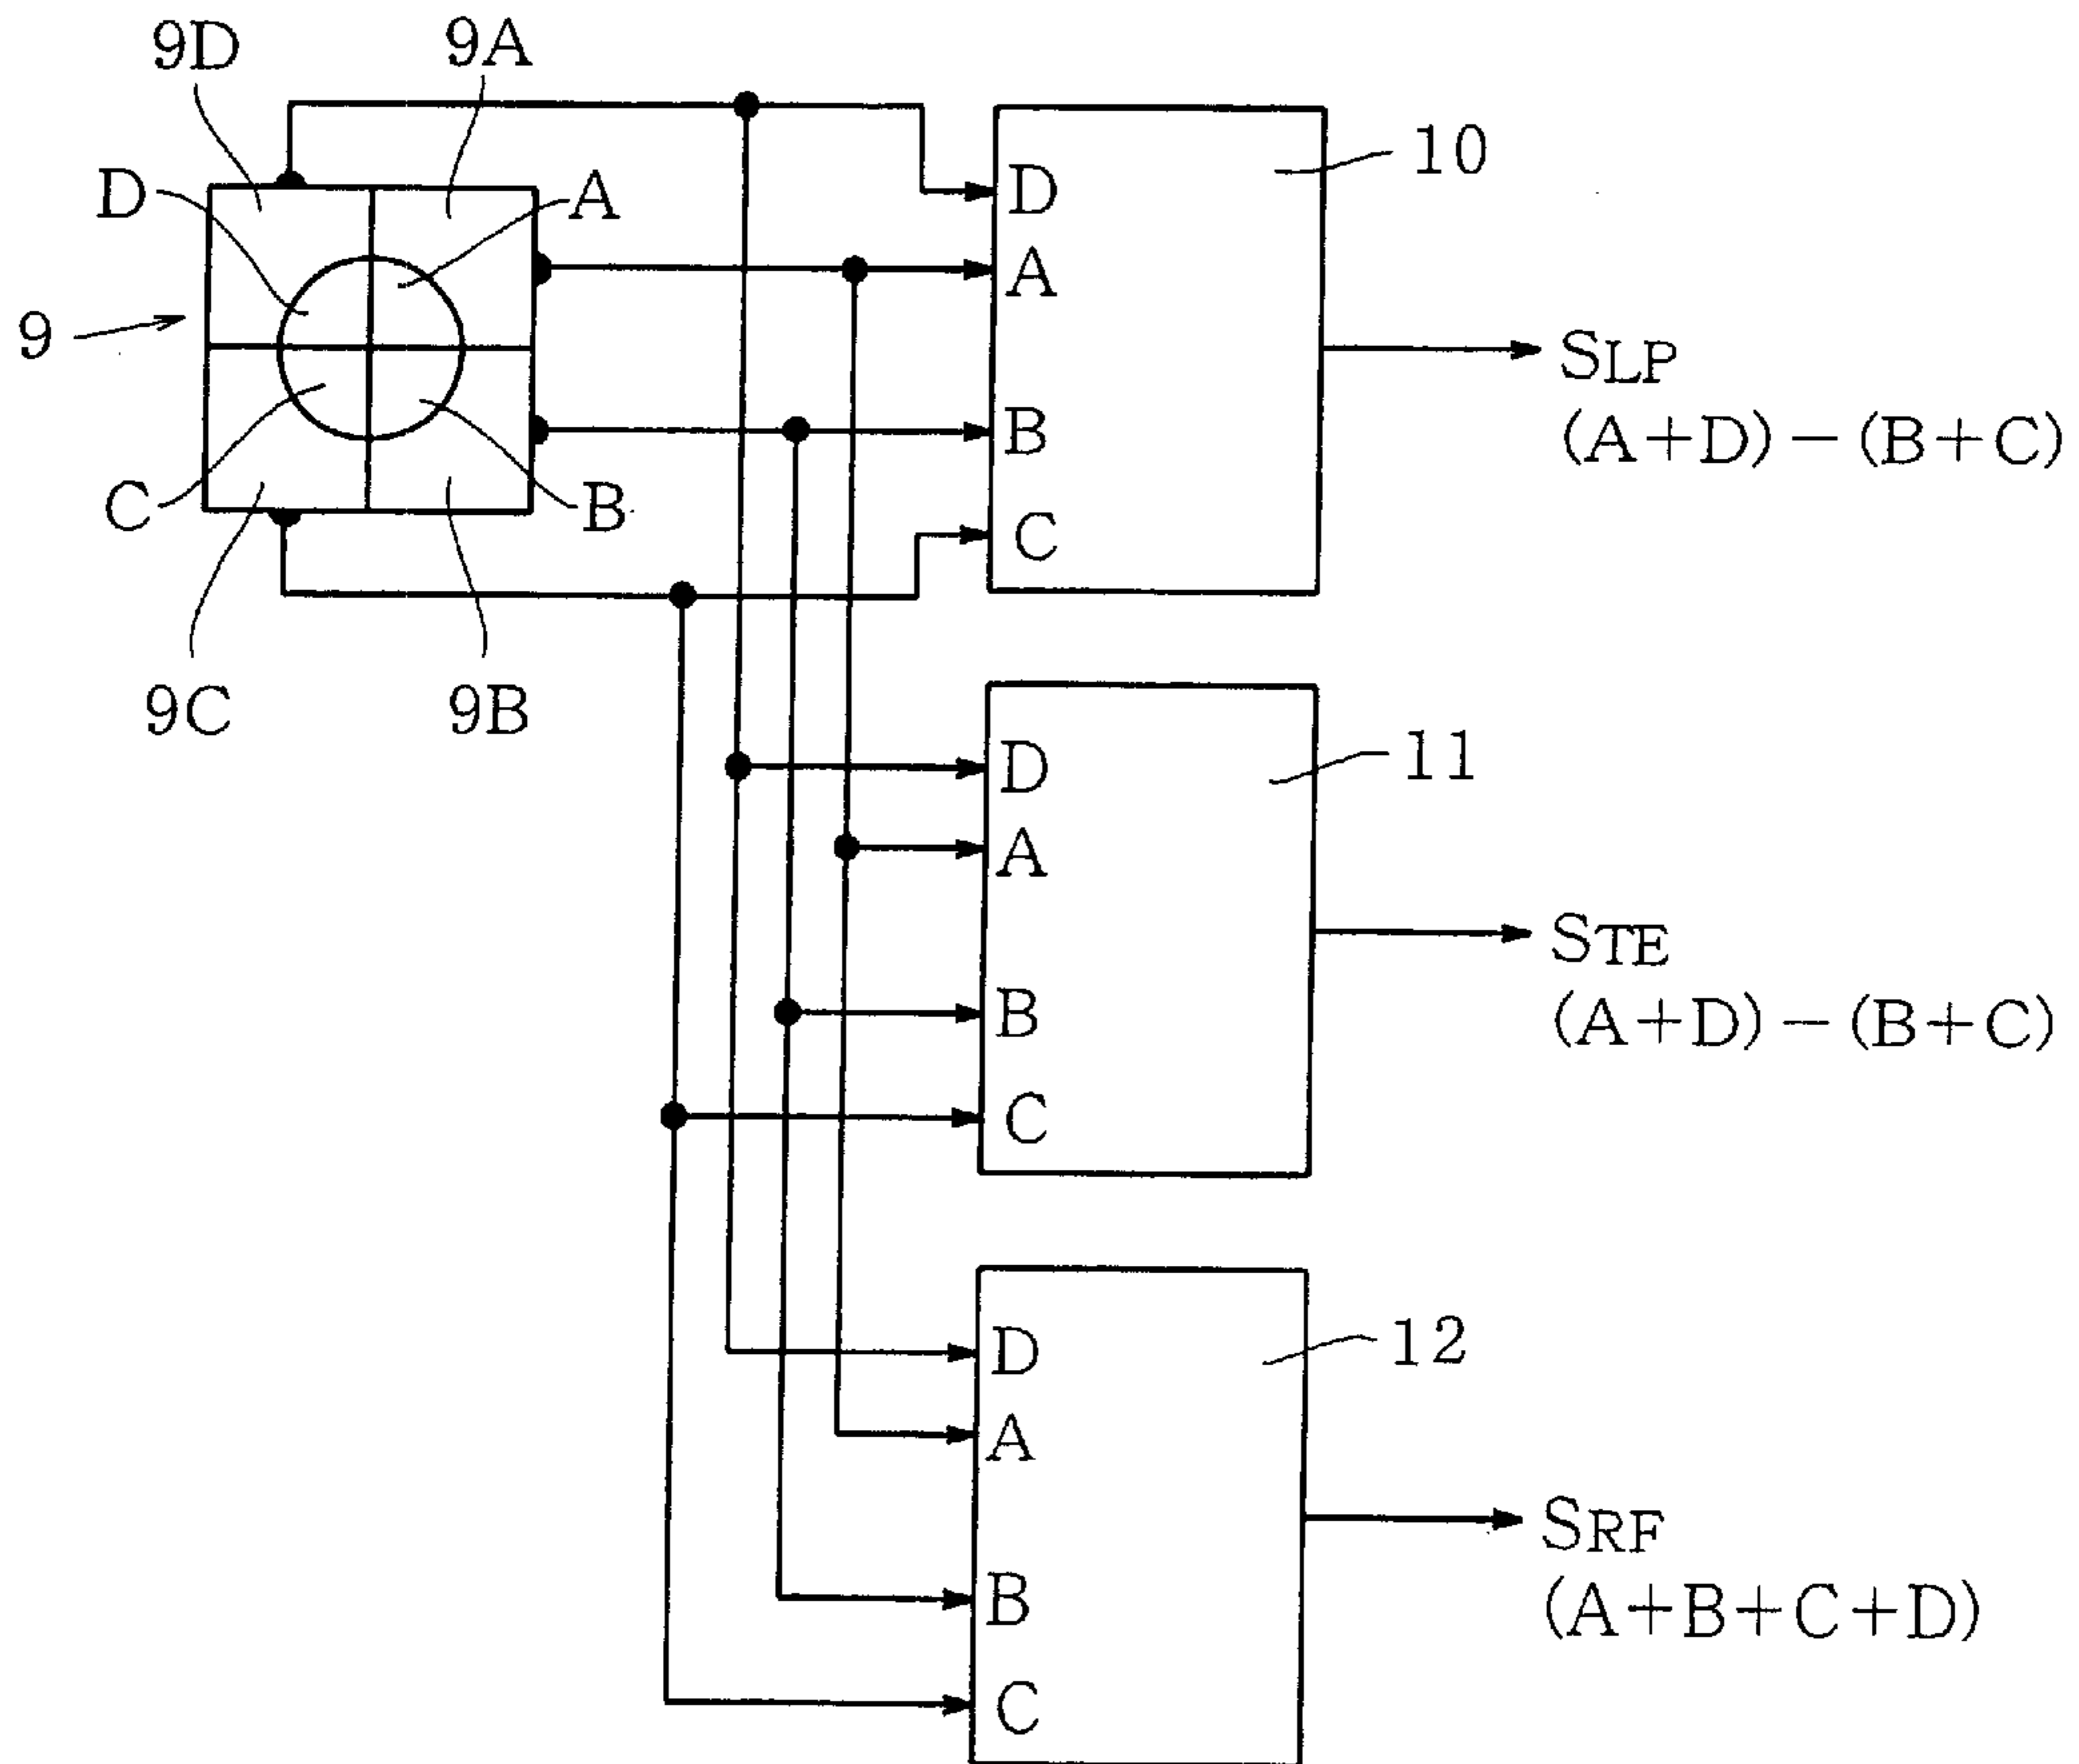 9D
9A
D
A
9
C
B
9C
9B
D
A
B
C
10
SLP
(A+D)-(B+C)
D
A
B
C
11
STE
(A+D)-(B+C)
D
A
B
C
12
SRF
(A+B+C+D)